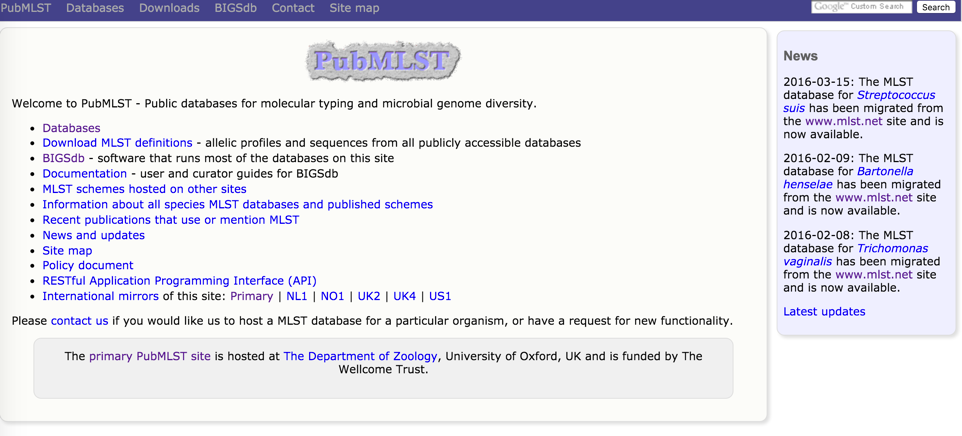 PubMLST Databases Downloads BIGSdb Contact Site map
Google™ Custom Search Search
PubMLST
Welcome to PubMLST - Public databases for molecular typing and microbial genome diversity.
• Databases
• Download MLST definitions - allelic profiles and sequences from all publicly accessible databases
• BIGSdb - software that runs most of the databases on this site
• Documentation - user and curator guides for BIGSdb
• MLST schemes hosted on other sites
• Information about all species MLST databases and published schemes
• Recent publications that use or mention MLST
• News and updates
• Site map
• Policy document
• RESTful Application Programming Interface (API)
• International mirrors of this site: Primary | NL1 | NO1 | UK2 | UK4 | US1
Please contact us if you would like us to host a MLST database for a particular organism, or have a request for new functionality.
The primary PubMLST site is hosted at The Department of Zoology, University of Oxford, UK and is funded by The
Wellcome Trust.
News
2016-03-15: The MLST
database for Streptococcus
suis has been migrated from
the www.mlst.net site and is
now available.
2016-02-09: The MLST
database for Bartonella
henselae has been migrated
from the www.mlst.net site
and is now available.
2016-02-08: The MLST
database for Trichomonas
vaginalis has been migrated
from the www.mlst.net site
and is now available.
Latest updates